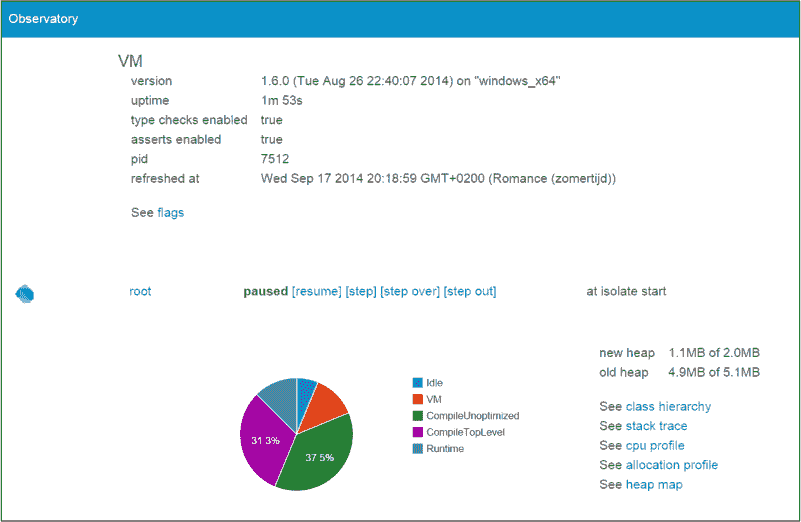 Observatory
VM
version 1.6.0 (Tue Aug 26 22:40:07 2014) on "windows_x64"
uptime 1m 53s
type checks enabled true
asserts enabled true
pid 7512
refreshed at Wed Sep 17 2014 20:18:59 GMT+0200 (Romance (zomertijd))
See flags
root paused [resume] [step] [step over] [step out] at isolate start
new heap 1.1MB of 2.0MB
old heap 4.9MB of 5.1MB
Idle
VM
CompileUnoptimized
CompileTopLevel
Runtime
31 3%
37 5%
See class hierarchy
See stack trace
See cpu profile
See allocation profile
See heap map